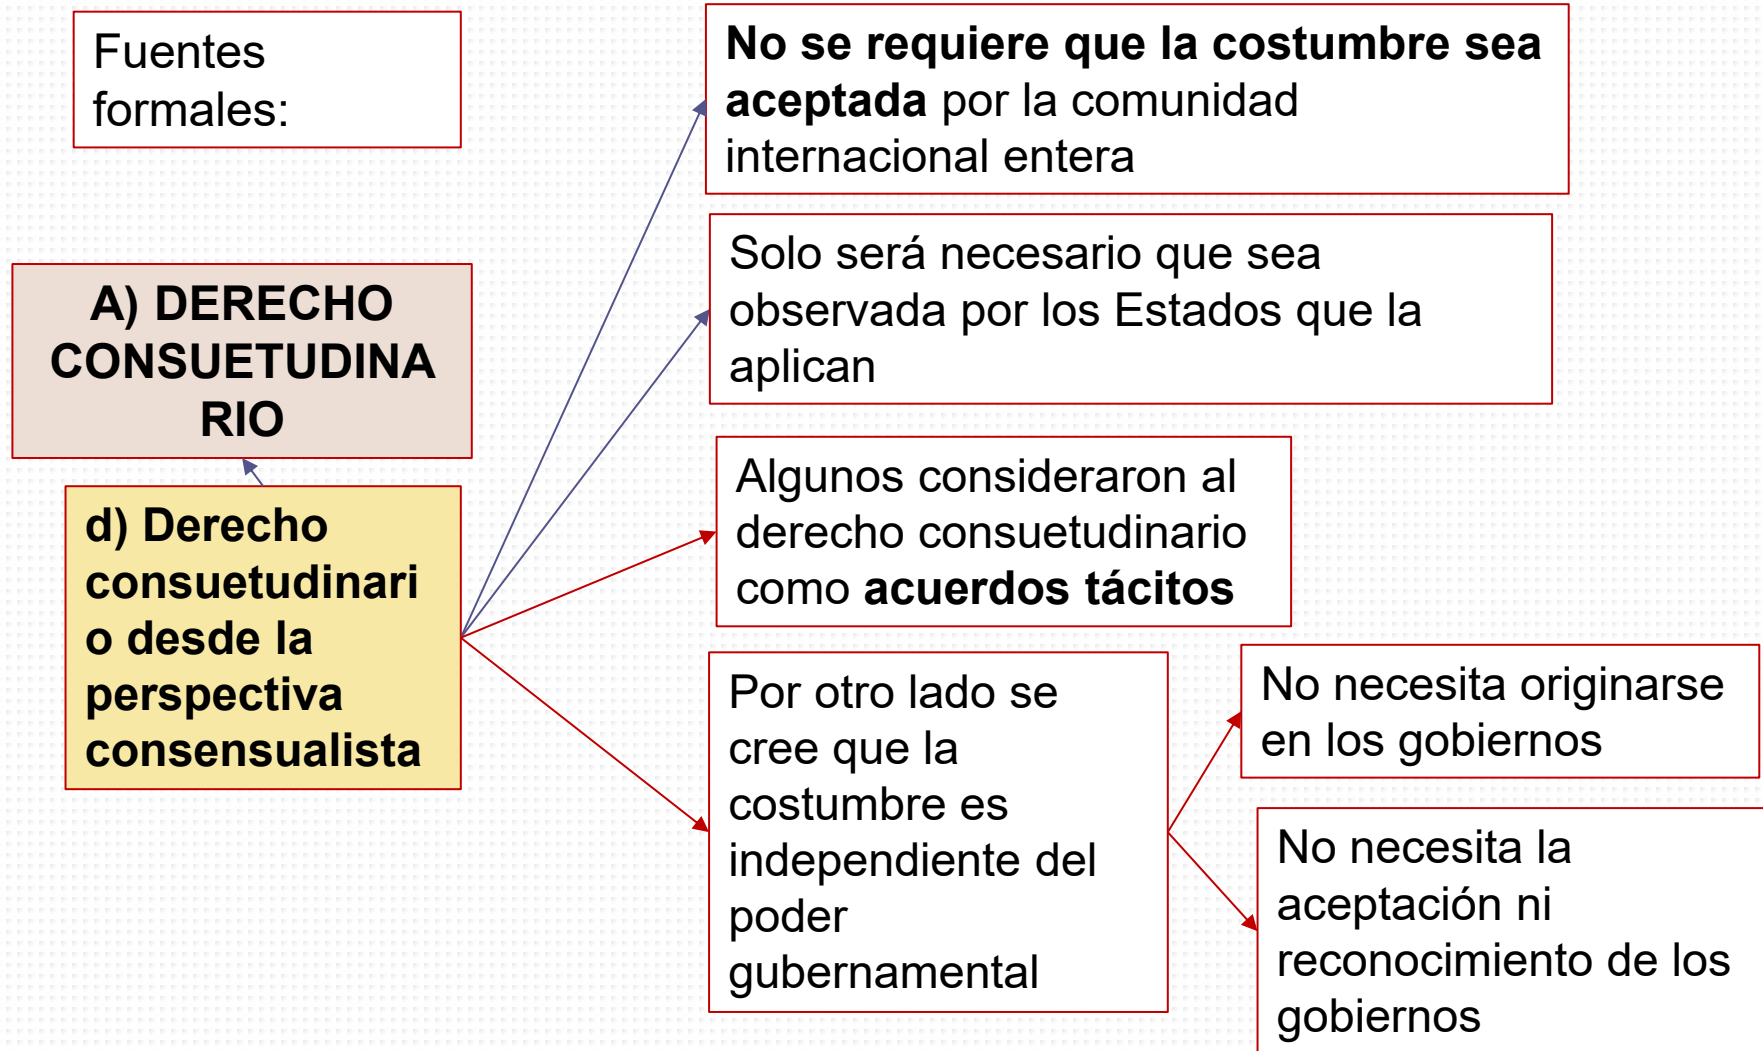 Fuentes
formales:
A) DERECHO
CONSUETUDINA
RIO
d) Derecho
consuetudinari
o desde la
perspectiva
consensualista
No se requiere que la costumbre sea
aceptada por la comunidad
internacional entera
Solo será necesario que sea
observada por los Estados que la
aplican
Algunos consideraron al
derecho consuetudinario
como acuerdos tácitos
Por otro lado se
cree que la
costumbre es
independiente del
poder
gubernamental
No necesita originarse
en los gobiernos
No necesita la
aceptación ni
reconocimiento de los
gobiernos